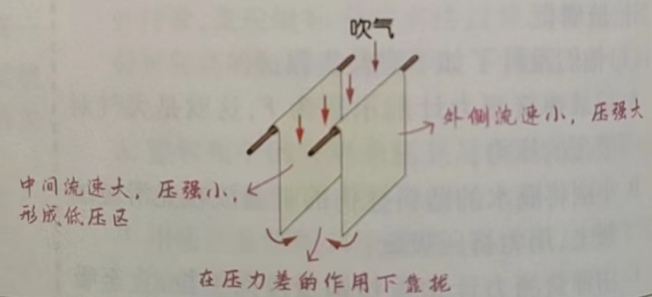 吹气
外侧流速小，压强大
中间流速大，压强小，
形成低压区
在压力差的作用下靠拢